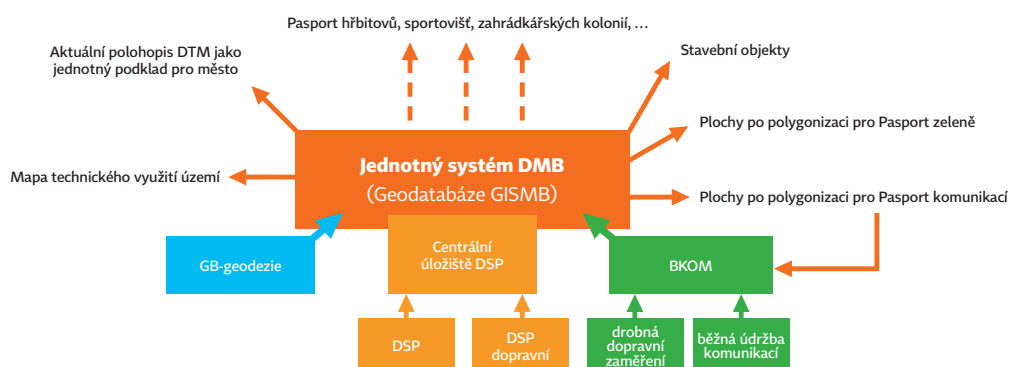 Pasport hřbitovů, sportovišť, zahrádkářských kolonií, ...
Aktuální polohopis DTM jako
jednotný podklad pro město
Stavební objekty
Plochy po polygonizaci pro Pasport zeleně
Jednotný systém DMB
(Geodatabáze GISMB)
Mapa technického využití území
Plochy po polygonizaci pro Pasport komunikací
GB-geodezie
Centrální
úložiště DSP
BKOM
DSP
DSP
dopravní
drobná
dopravní
zaměření
běžná údržba
komunikací